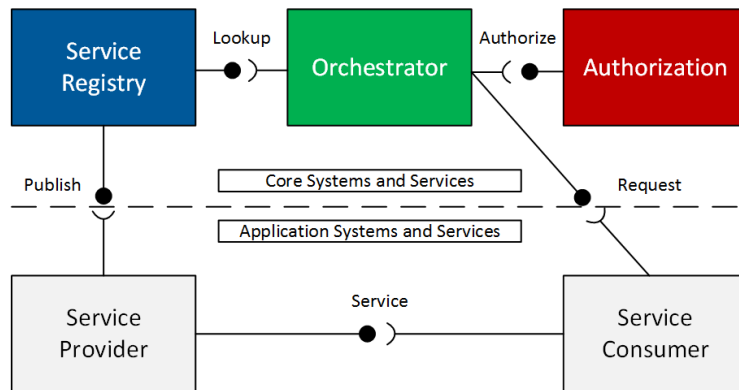 Service
Registry
Lookup
Orchestrator
Authorize
Authorization
Publish
Core Systems and Services
Request
Application Systems and Services
Service
Provider
Service
Service
Consumer